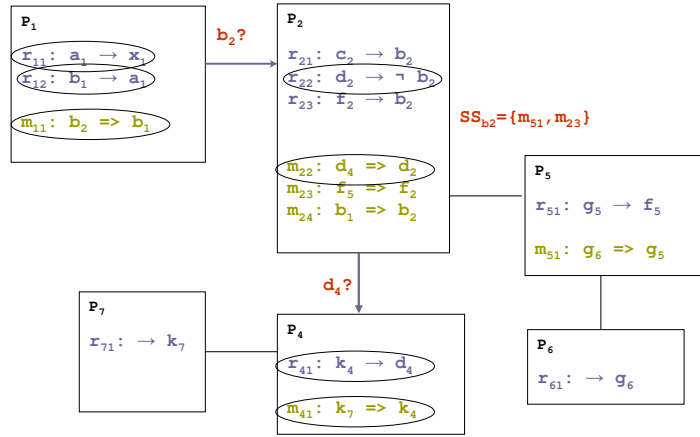 P₁
r₁₁: a₁ → x₁
r₁₂: b₁ → a₁
m₁₁: b₂ => b₁
b₂?
P₂
r₂₁: c₂ → b₂
r₂₂: d₂ → ¬ b₂
r₂₃: f₂ → b₂
m₂₂: d₄ => d₂
m₂₃: f₅ => f₂
m₂₄: b₁ => b₂
SS_b2={m₅₁,m₂₃}
P₅
r₅₁: g₅ → f₅
m₅₁: g₆ => g₅
d₄?
P₇
r₇₁: → k₇
P₄
r₄₁: k₄ → d₄
m₄₁: k₇ => k₄
P₆
r₆₁: → g₆